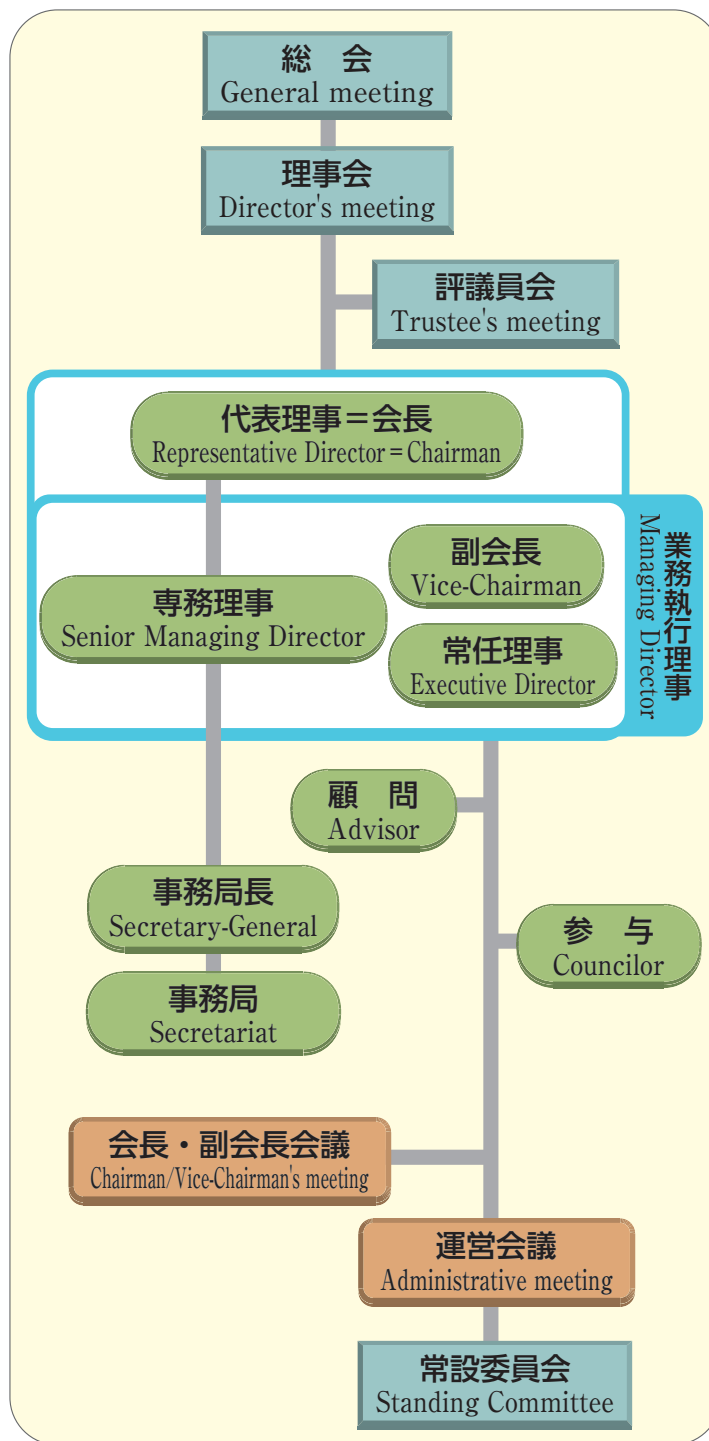 総　会
General meeting
理事会
Director's meeting
評議員会
Trustee's meeting
代表理事＝会長
Representative Director = Chairman
副会長
Vice-Chairman
専務理事
Senior Managing Director
常任理事
Executive Director
業務執行理事
Managing Director
顧　問
Advisor
事務局長
Secretary-General
参　与
Councilor
事務局
Secretariat
会長・副会長会議
Chairman/Vice-Chairman's meeting
運営会議
Administrative meeting
常設委員会
Standing Committee